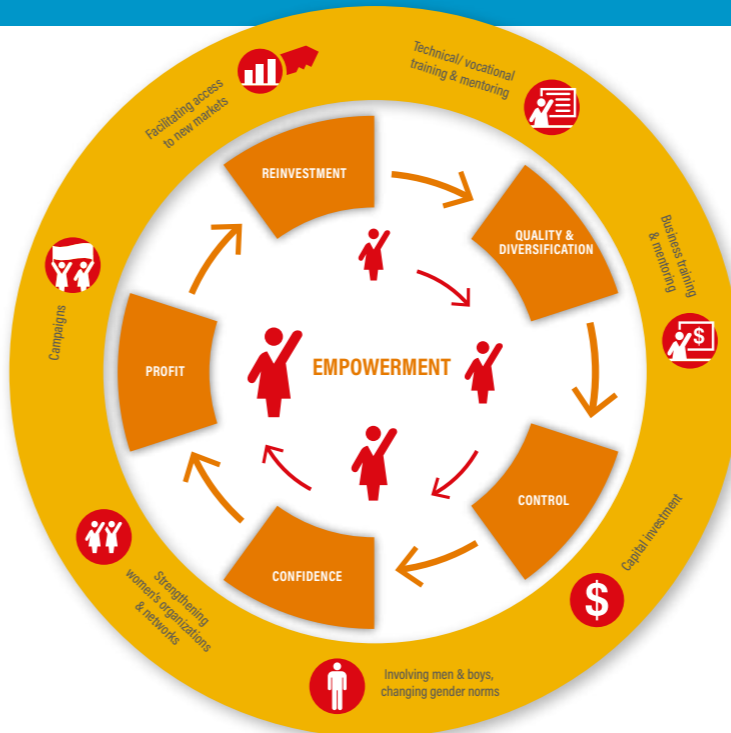 Facilitating access
to new markets
Technical/ vocational
training & mentoring
Business training
& mentoring
$
Capital investment
$
Involving men & boys,
changing gender norms
Strengthening
women's organizations
& networks
Campaigns
REINVESTMENT
QUALITY &
DIVERSIFICATION
CONTROL
CONFIDENCE
PROFIT
EMPOWERMENT